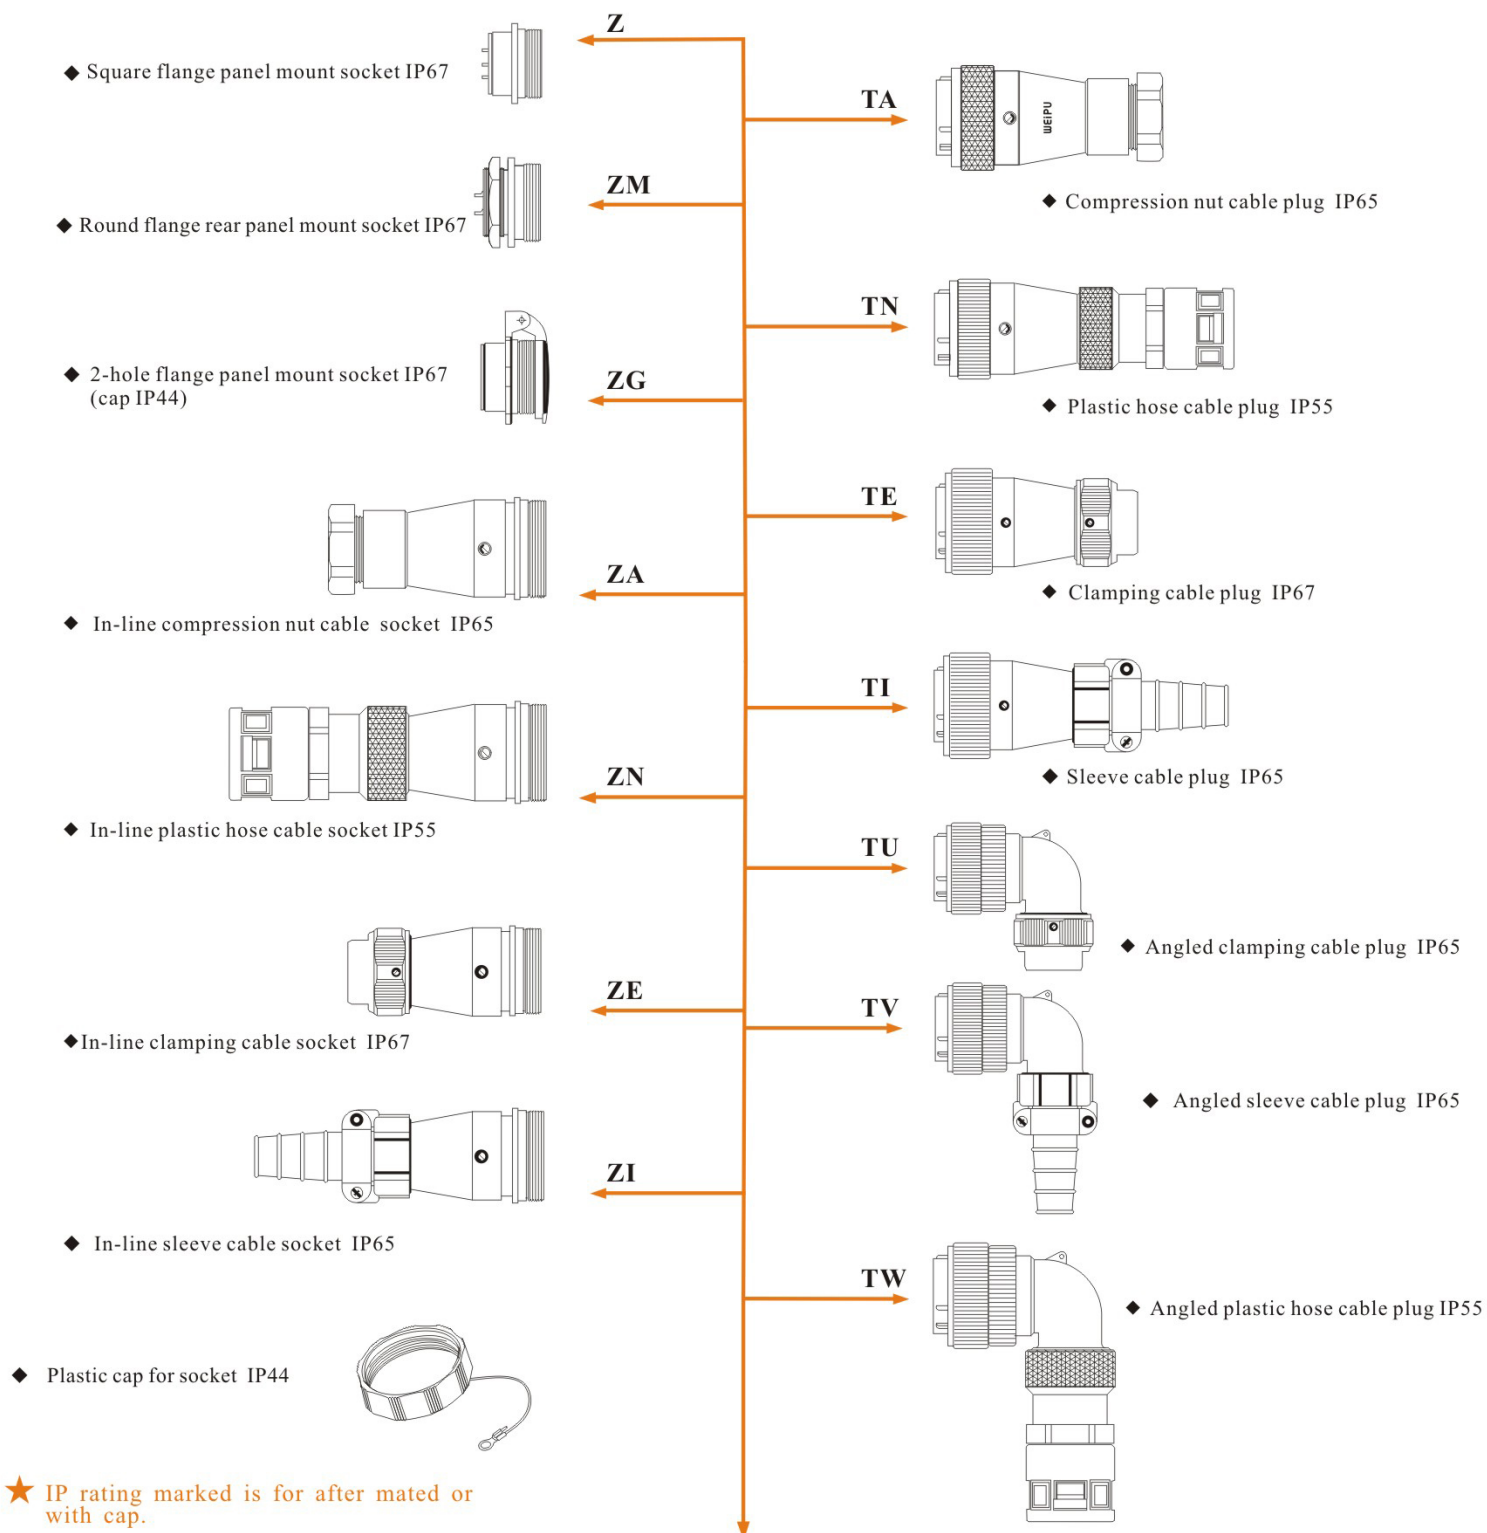 Z
◆ Square flange panel mount socket IP67
ZM
◆ Round flange rear panel mount socket IP67
◆ 2-hole flange panel mount socket IP67
(cap IP44)
ZG
ZA
◆ In-line compression nut cable socket IP65
ZN
◆ In-line plastic hose cable socket IP55
ZE
◆ In-line clamping cable socket IP67
ZI
◆ In-line sleeve cable socket IP65
◆ Plastic cap for socket IP44
★ IP rating marked is for after mated or
with cap.
TA
WEIPU
◆ Compression nut cable plug IP65
TN
◆ Plastic hose cable plug IP55
TE
◆ Clamping cable plug IP67
TI
◆ Sleeve cable plug IP65
TU
◆ Angled clamping cable plug IP65
TV
◆ Angled sleeve cable plug IP65
TW
◆ Angled plastic hose cable plug IP55